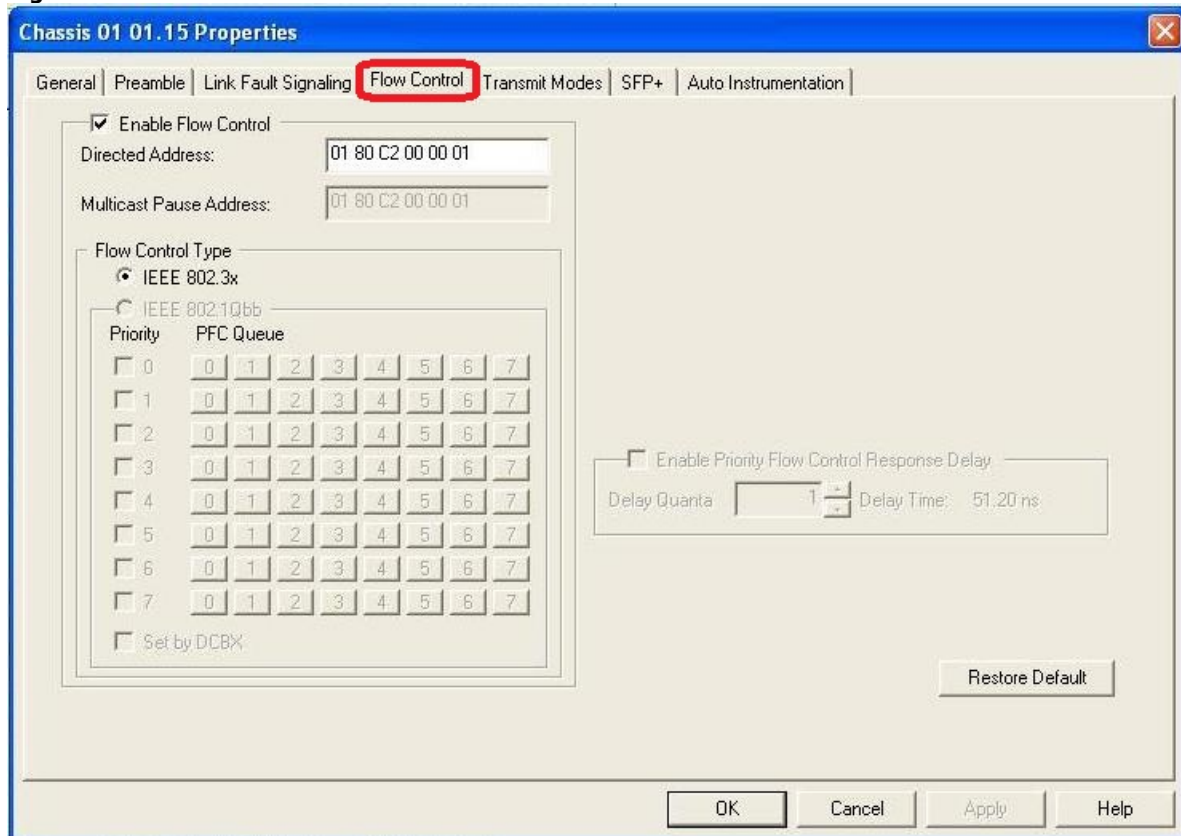 Chassis 01 01.15 Properties
General Preamble Link Fault Signaling Flow Control Transmit Modes SFP+ Auto Instrumentation
Enable Flow Control
Directed Address: 01 80 C2 00 00 01
Multicast Pause Address: 01 80 C2 00 00 01
Flow Control Type
IEEE 802.3x
IEEE 802.1Qbb
Priority PFC Queue
0 0 1 2 3 4 5 6 7
1 0 1 2 3 4 5 6 7
2 0 1 2 3 4 5 6 7
3 0 1 2 3 4 5 6 7
4 0 1 2 3 4 5 6 7
5 0 1 2 3 4 5 6 7
6 0 1 2 3 4 5 6 7
7 0 1 2 3 4 5 6 7
Set by DCBX
Enable Priority Flow Control Response Delay
Delay Quanta 1 Delay Time: 51.20 ns
Restore Default
OK Cancel Apply Help